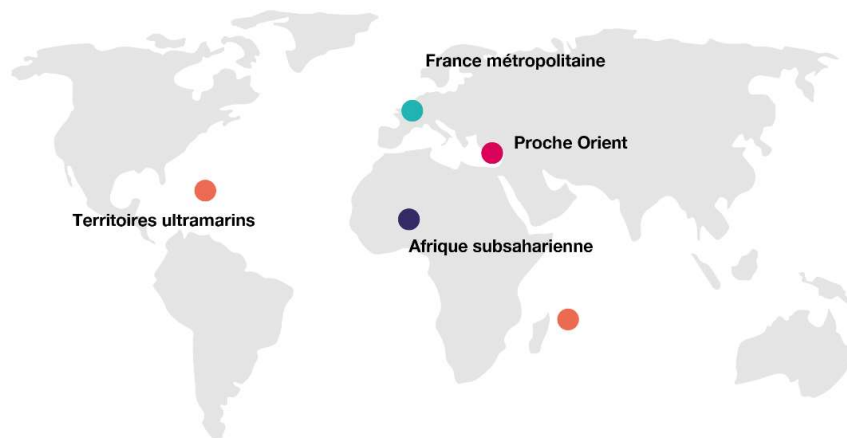 France métropolitaine
Proche Orient
Territoires ultramarins
Afrique subsaharienne